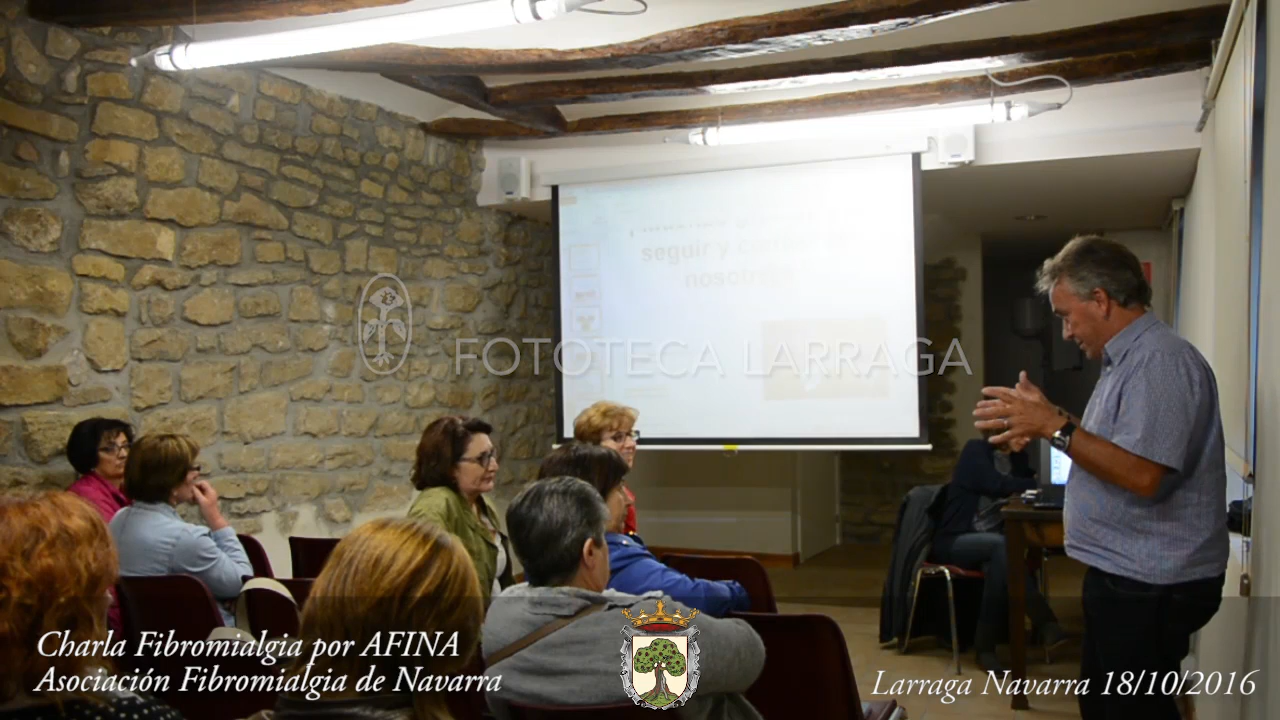 seguir y
FOTOTECA LARRAGA
Charla Fibromialgia por AFINA
Asociación Fibromialgia de Navarra
Larraga Navarra 18/10/2016